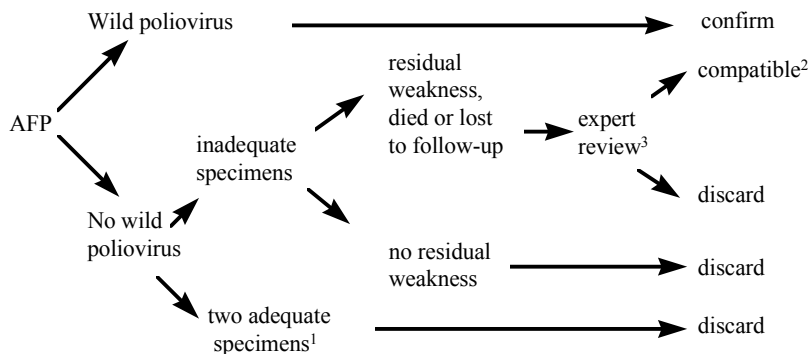 Wild poliovirus
confirm
residual
weakness,
died or lost
to follow-up
compatible²
AFP
inadequate
specimens
expert
review³
discard
No wild
poliovirus
no residual
weakness
discard
two adequate
specimens¹
discard